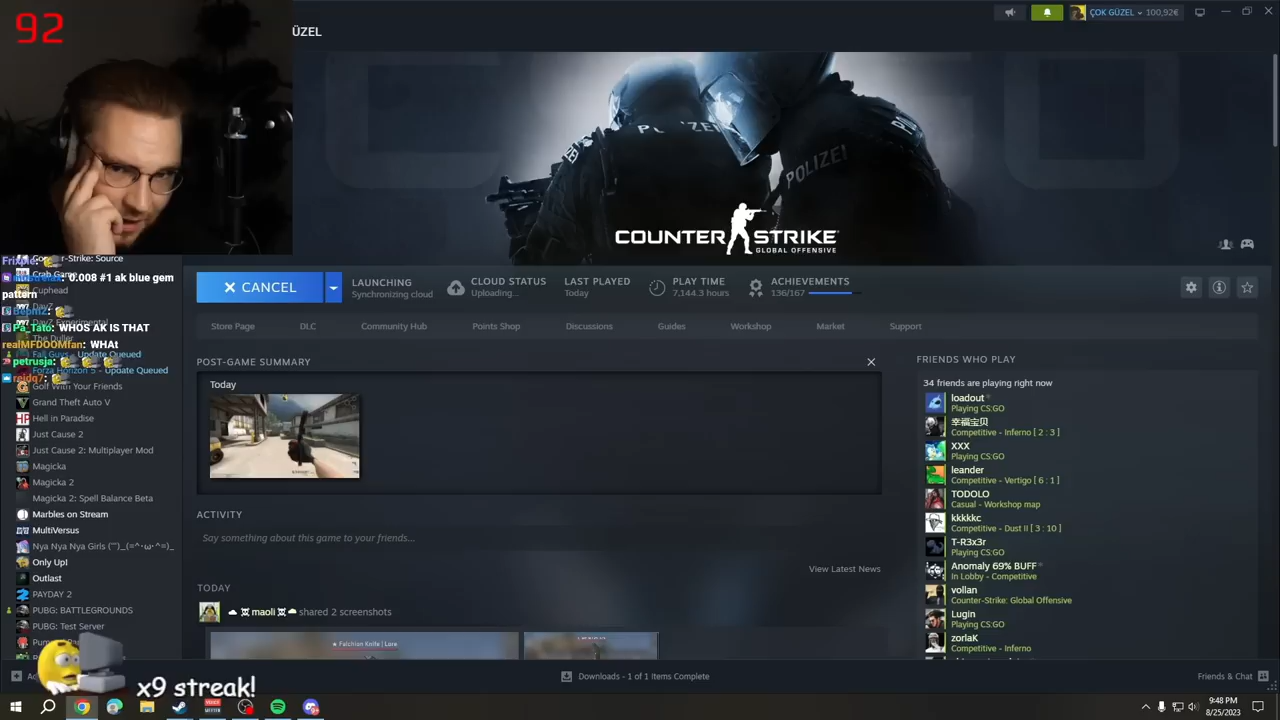 92
ÜZEL
ÇOK GÜZEL
100,92€
POLIZEI
POLIZEI
COUNTER STRIKE
GLOBAL OFFENSIVE
0.008 #1 ak blue gem
pattern
Pa_Tato: WHOS AK IS THAT
realMFDOOMfan: WHAt
petrusja:
Cuphead
DayZ
DayZ Experimental
Fall Guys - Update Queued
Forza Horizon 5 - Update Queued
Golf With Your Friends
Grand Theft Auto V
Hell in Paradise
Just Cause 2
Just Cause 2: Multiplayer Mod
Magicka
Magicka 2
Magicka 2: Spell Balance Beta
Marbles on Stream
MultiVersus
Nya Nya Nya Girls (ʻʻʻ)_(=^･ω･^=)_
Only Up!
Outlast
PAYDAY 2
PUBG: BATTLEGROUNDS
PUBG: Test Server
x9 streak!
CANCEL
LAUNCHING
Synchronizing cloud
CLOUD STATUS
Uploading...
LAST PLAYED
Today
PLAY TIME
7,144.3 hours
ACHIEVEMENTS
136/167
Store Page
DLC
Community Hub
Points Shop
Discussions
Guides
Workshop
Market
Support
POST-GAME SUMMARY
Today
ACTIVITY
Say something about this game to your friends...
View Latest News
TODAY
maoli shared 2 screenshots
★ Falchion Knife | Lore
FRIENDS WHO PLAY
34 friends are playing right now
loadout
Playing CS:GO
幸福宝贝
Competitive - Inferno [ 2 : 3 ]
XXX
Playing CS:GO
leander
Competitive - Vertigo [ 6 : 1 ]
TODOLO
Casual - Workshop map
kkkkkc
Competitive - Dust II [ 3 : 10 ]
T-R3x3r
Playing CS:GO
Anomaly 69% BUFF
In Lobby - Competitive
vollan
Counter-Strike: Global Offensive
Lugin
Playing CS:GO
zorlaK
Competitive - Inferno
Downloads - 1 of 1 Items Complete
Friends & Chat
9:48 PM
8/25/2023